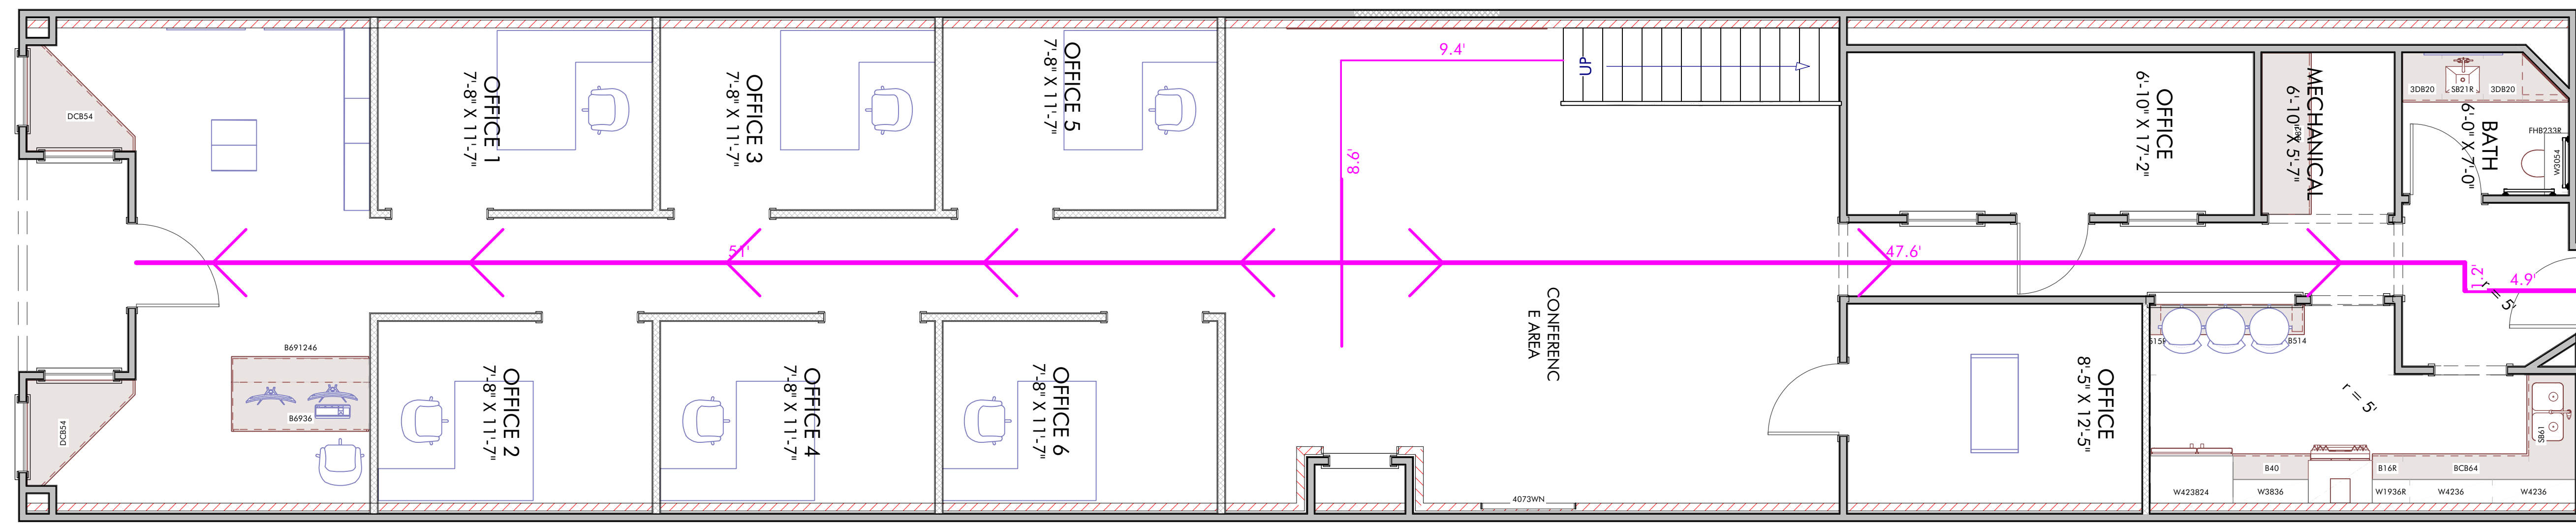 DCB54
OFFICE 1
7'-8" X 11'-7"
OFFICE 3
7'-8" X 11'-7"
OFFICE 5
7'-8" X 11'-7"
9.4'
UP
8.6'
OFFICE
6'-10" X 17'-2"
MECHANICAL
6'-10" X 5'-7"
3DB20
SB21R
3DB20
BATH
6'-0" X 7'-0"
FHB233R
W3054
51'
47.6'
1.2'
4.9'
r = 5'
B691246
B6936
DCB54
OFFICE 2
7'-8" X 11'-7"
OFFICE 4
7'-8" X 11'-7"
OFFICE 6
7'-8" X 11'-7"
CONFERENC
E AREA
4073WN
OFFICE
8'-5" X 12'-5"
B514
r = 5'
SB61
B40
B16R
BCB64
W423824
W3836
W1936R
W4236
W4236